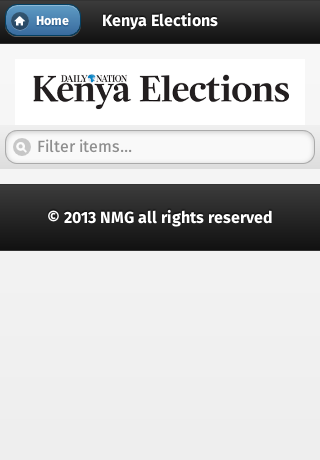 Home
Kenya Elections
DAILY NATION
Kenya Elections
Filter items...
© 2013 NMG all rights reserved